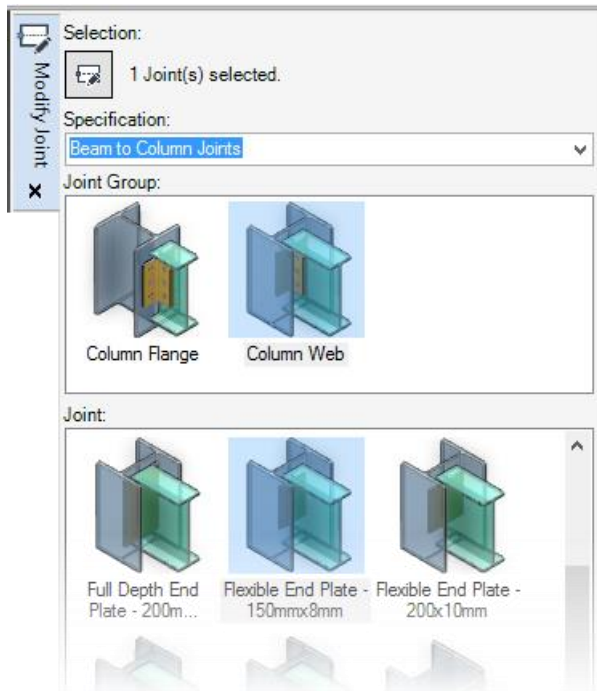 Selection:
Modify Joint
1 Joint(s) selected.
Specification:
Beam to Column Joints
Joint Group:
Column Flange
Column Web
Joint:
Full Depth End
Plate - 200m...
Flexible End Plate -
150mmx8mm
Flexible End Plate -
200x10mm